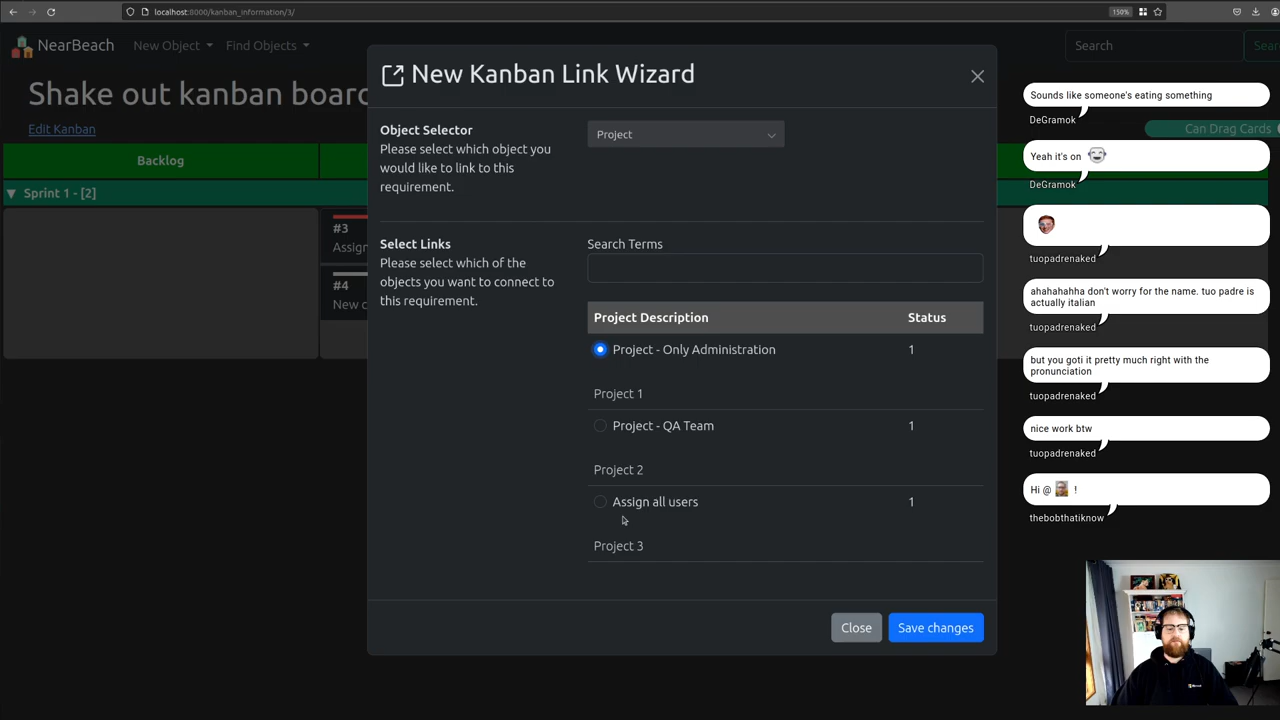 localhost:8000/kanban_information/3/
150%
NearBeach
New Object
Find Objects
Search
Sear
Shake out kanban board
Edit Kanban
Can Drag Cards
Backlog
Sprint 1 - [2]
#3
Assign
#4
New c
New Kanban Link Wizard
Object Selector
Please select which object you
would like to link to this
requirement.
Project
Select Links
Please select which of the
objects you want to connect to
this requirement.
Search Terms
Project Description Status
Project - Only Administration 1
Project 1
Project - QA Team 1
Project 2
Assign all users 1
Project 3
Close
Save changes
Sounds like someone's eating something
DeGramok
Yeah it's on
DeGramok
tuopadrenaked
ahahahahha don't worry for the name. tuo padre is
actually italian
tuopadrenaked
but you goti it pretty much right with the
pronunciation
tuopadrenaked
nice work btw
tuopadrenaked
Hi @ !
thebobthatiknow